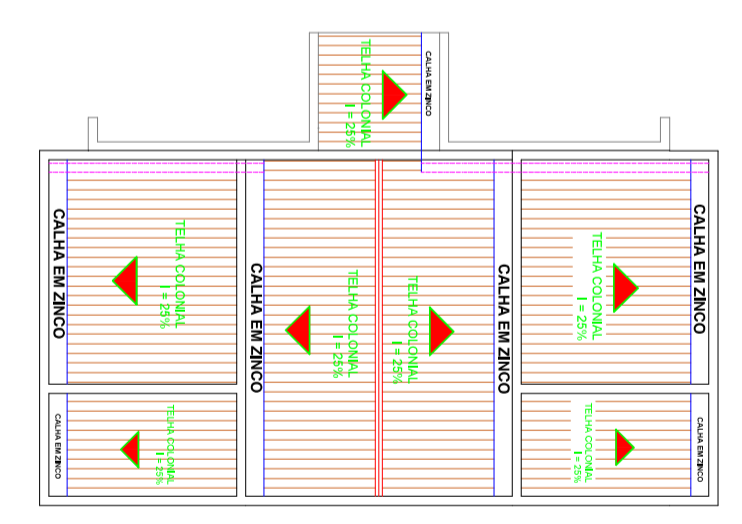 TELHA COLONIAL
I = 25%
CALHA EM ZINCO
CALHA EM ZINCO
TELHA COLONIAL
I = 25%
CALHA EM ZINCO
TELHA COLONIAL
I = 25%
TELHA COLONIAL
I = 25%
CALHA EM ZINCO
TELHA COLONIAL
I = 25%
CALHA EM ZINCO
CALHA EM ZINCO
TELHA COLONIAL
I = 25%
TELHA COLONIAL
I = 25%
CALHA EM ZINCO